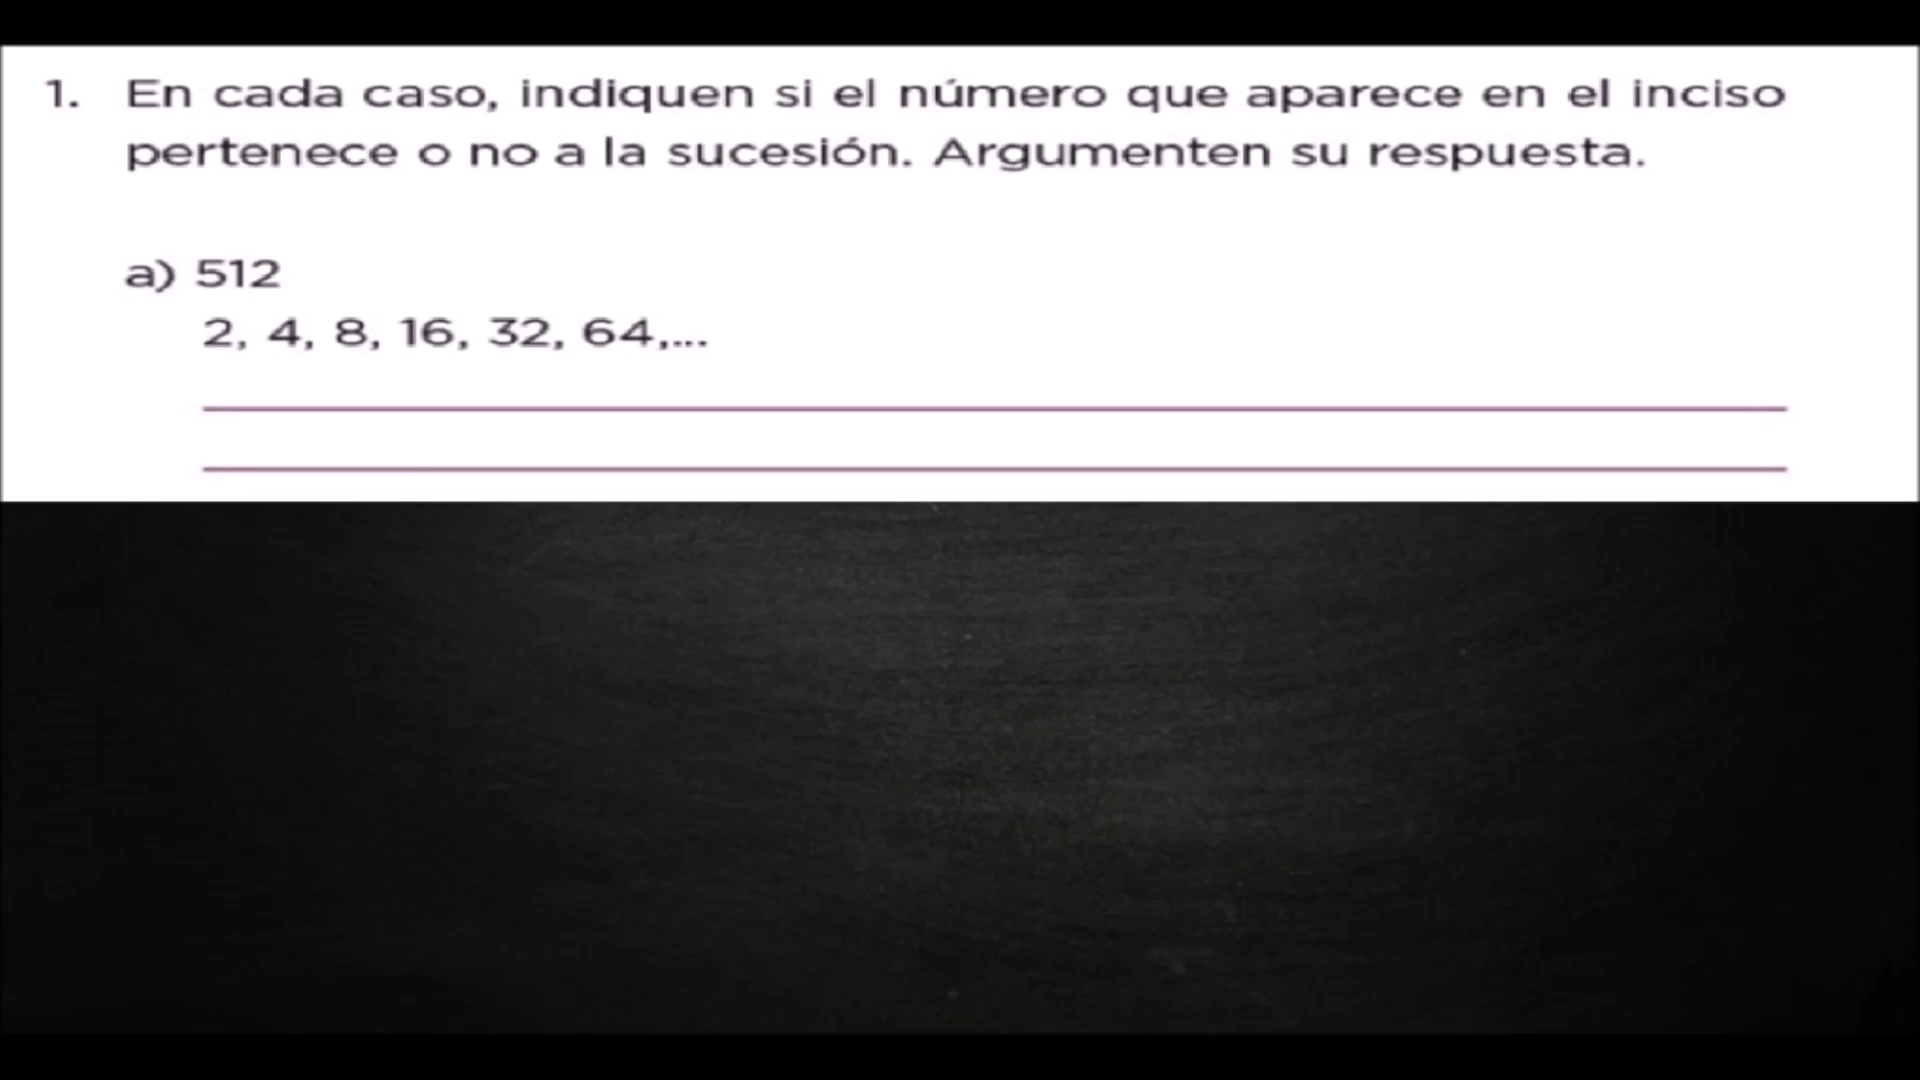 1. En cada caso, indiquen si el número que aparece en el inciso
pertenece o no a la sucesión. Argumenten su respuesta.
a) 512
2, 4, 8, 16, 32, 64,...